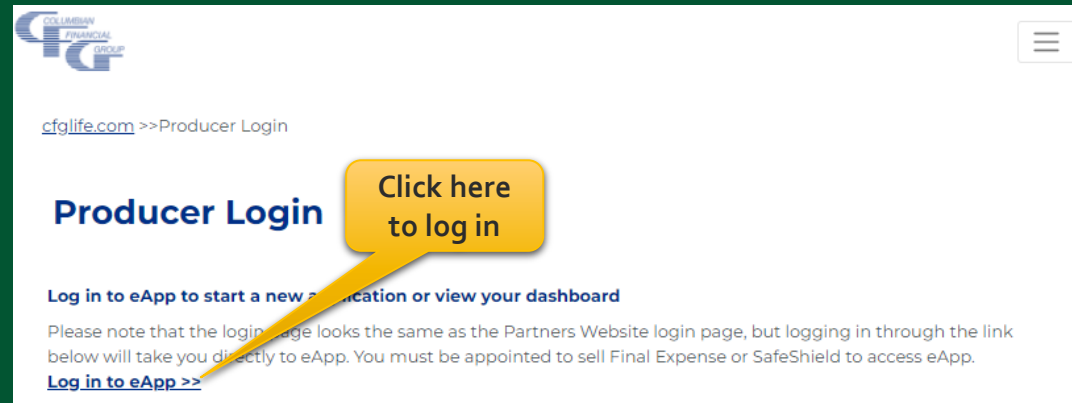 COLUMBIAN
FINANCIAL
GROUP
cfglife.com >>Producer Login
Click here
to log in
Producer Login
Log in to eApp to start a new a ication or view your dashboard
Please note that the login age looks the same as the Partners Website login page, but logging in through the link
below will take you directly to eApp. You must be appointed to sell Final Expense or SafeShield to access eApp.
Log in to eApp >>